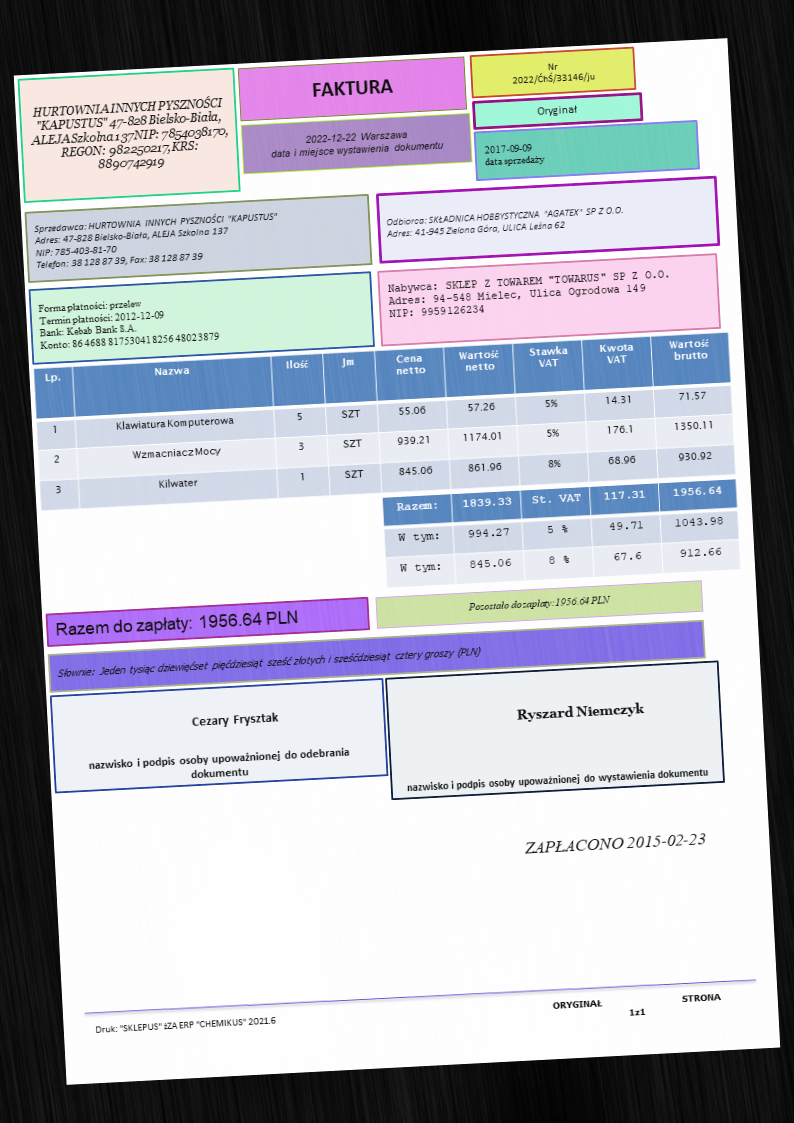 HURTOWNIA INNYCH PYSZNOŚCI
"KAPUSTUS" 47-828 Bielsko-Biała,
ALEJA Szkolna 137NIP: 7854038170,
REGON: 982250217,KRS:
8890742919
FAKTURA
2022-12-22 Warszawa
data i miejsce wystawienia dokumentu
Nr
2022/ĆhŚ/33146/ju
Oryginał
2017-09-09
data sprzedaży
Sprzedawca: HURTOWNIA INNYCH PYSZNOŚCI "KAPUSTUS"
Adres: 47-828 Bielsko-Biała, ALEJA Szkolna 137
NIP: 785-403-81-70
Telefon: 38 128 87 39, Fax: 38 128 87 39
Odbiorca: SKŁADNICA HOBBYSTYCZNA "AGATEX" SP Z O.O.
Adres: 41-945 Zielona Góra, ULICA Leśna 62
Forma płatności: przelew
Termin płatności: 2012-12-09
Bank: Kebab Bank S.A.
Konto: 86 4688 8175 3041 8256 4802 3879
Nabywca: SKLEP Z TOWAREM "TOWARUS" SP Z O.O.
Adres: 94-548 Mielec, Ulica Ogrodowa 149
NIP: 9959126234
Lp. Nazwa Ilość Jm Cena netto Wartość netto Stawka VAT Kwota VAT Wartość brutto
1 Klawiatura Komputerowa 5 SZT 55.06 57.26 5% 14.31 71.57
2 Wzmacniacz Mocy 3 SZT 939.21 1174.01 5% 176.1 1350.11
3 Kilwater 1 SZT 845.06 861.96 8% 68.96 930.92
Razem: 1839.33 St. VAT 117.31 1956.64
W tym: 994.27 5 % 49.71 1043.98
W tym: 845.06 8 % 67.6 912.66
Razem do zapłaty: 1956.64 PLN
Pozostało do zapłaty:1956.64 PLN
Słownie: Jeden tysiąc dziewięćset pięćdziesiąt sześć złotych i sześćdziesiąt cztery groszy (PLN)
Cezary Frysztak
nazwisko i podpis osoby upoważnionej do odebrania
dokumentu
Ryszard Niemczyk
nazwisko i podpis osoby upoważnionej do wystawienia dokumentu
ZAPŁACONO 2015-02-23
Druk: "SKLEPUS" żZA ERP "CHEMIKUS" 2021.6
ORYGINAŁ STRONA
1z1